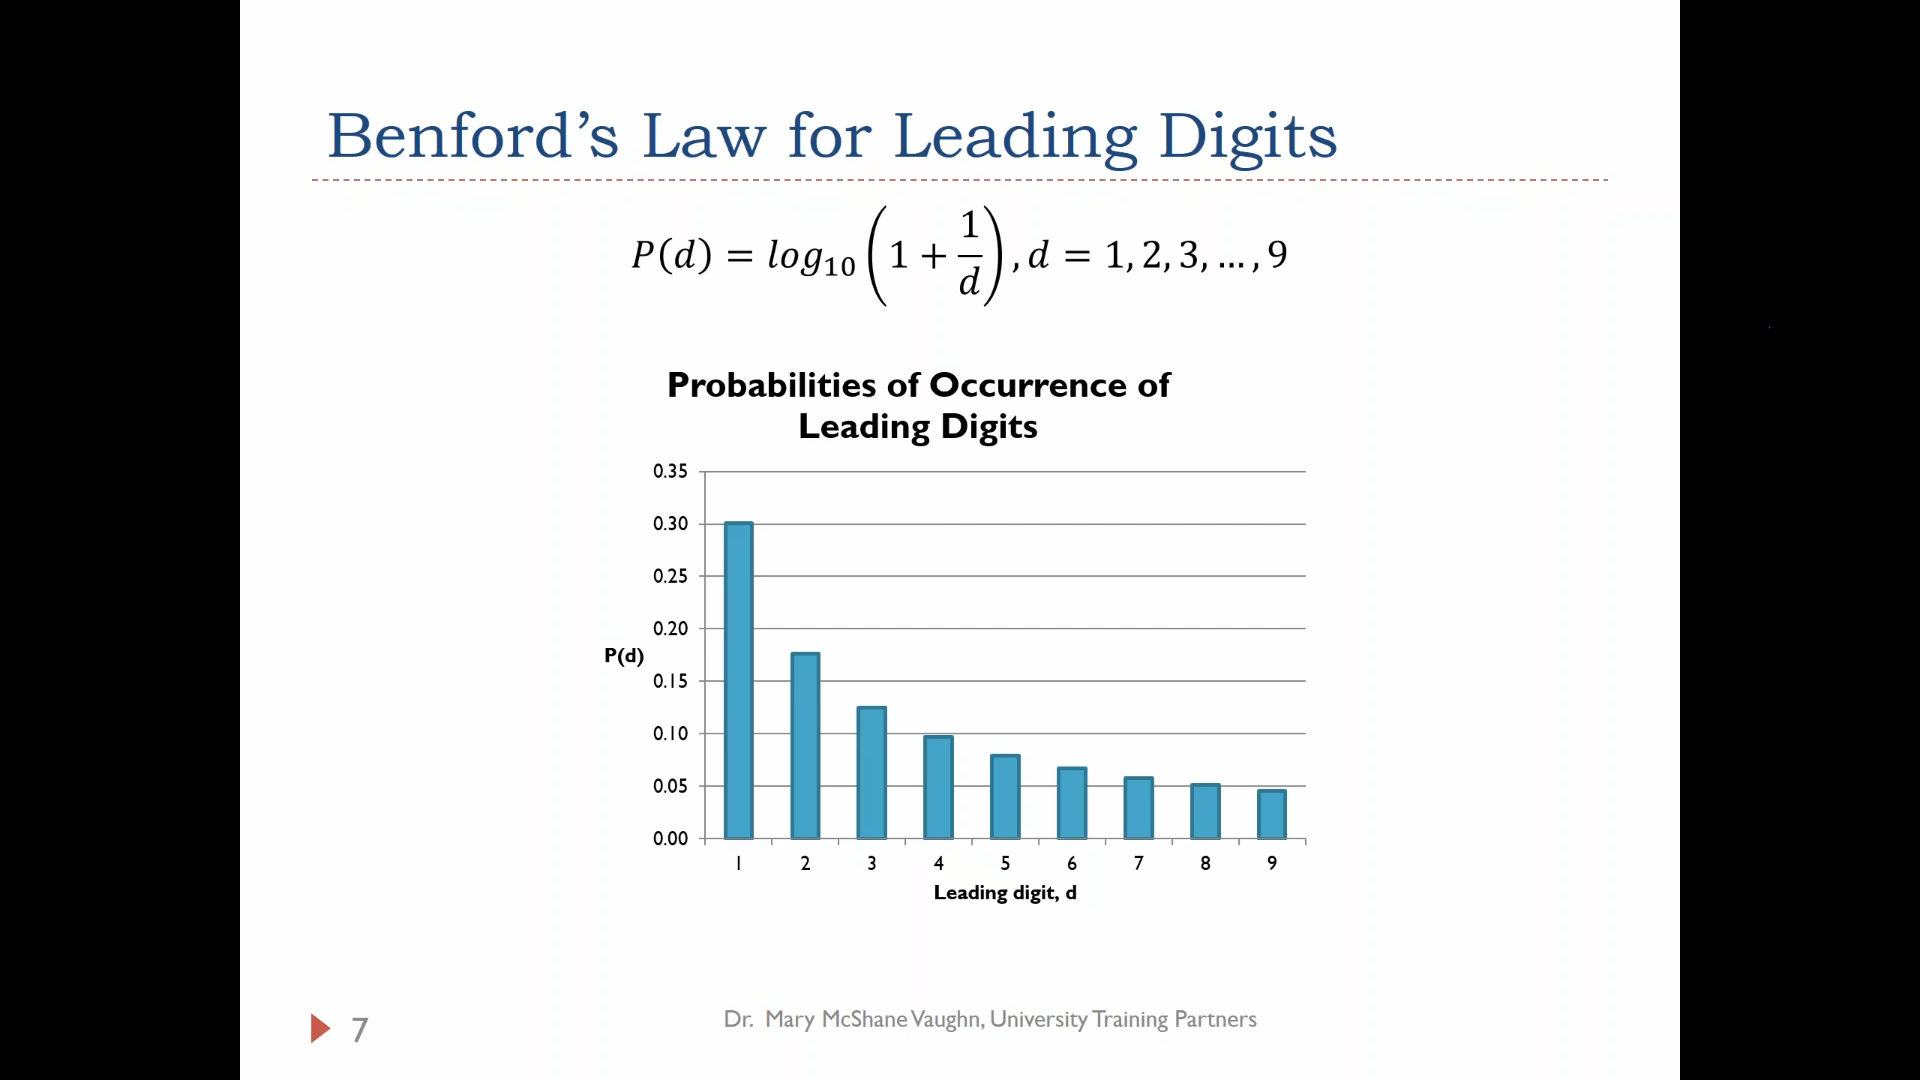 Benford’s Law for Leading Digits
P(d) = log₁₀(1 + 1/d), d = 1, 2, 3, … , 9
Probabilities of Occurrence of
Leading Digits
0.35
0.30
0.25
0.20
P(d)
0.15
0.10
0.05
0.00
1 2 3 4 5 6 7 8 9
Leading digit, d
7
Dr. Mary McShane Vaughn, University Training Partners